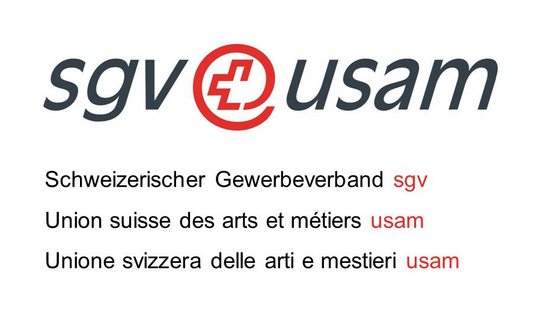 sgv@usam
Schweizerischer Gewerbeverband sgv
Union suisse des arts et métiers usam
Unione svizzera delle arti e mestieri usam